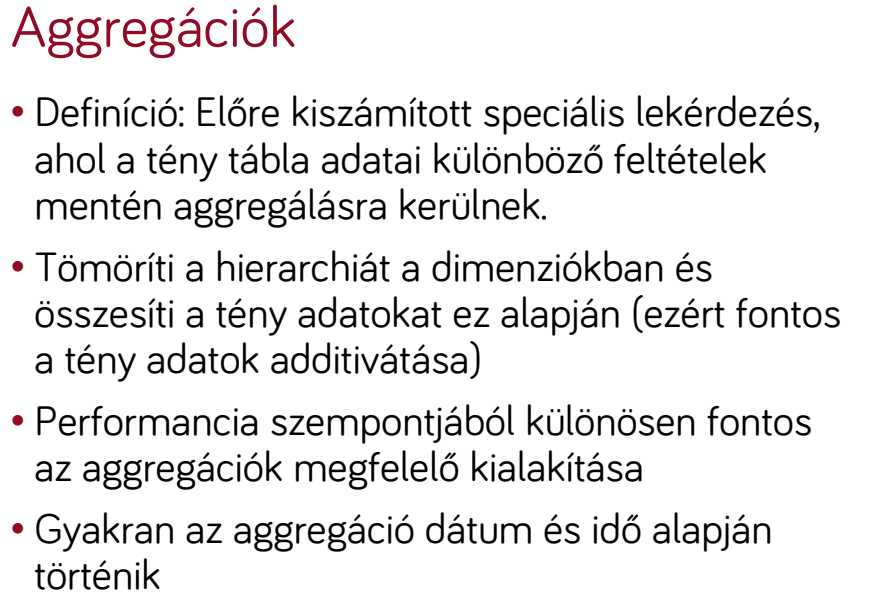 Aggregációk
• Definíció: Előre kiszámított speciális lekérdezés,
ahol a tény tábla adatai különböző feltételek
mentén aggregálásra kerülnek.
• Tömöríti a hierarchiát a dimenziókban és
összesíti a tény adatokat ez alapján (ezért fontos
a tény adatok additivátása)
• Performancia szempontjából különösen fontos
az aggregációk megfelelő kialakítása
• Gyakran az aggregáció dátum és idő alapján
történik